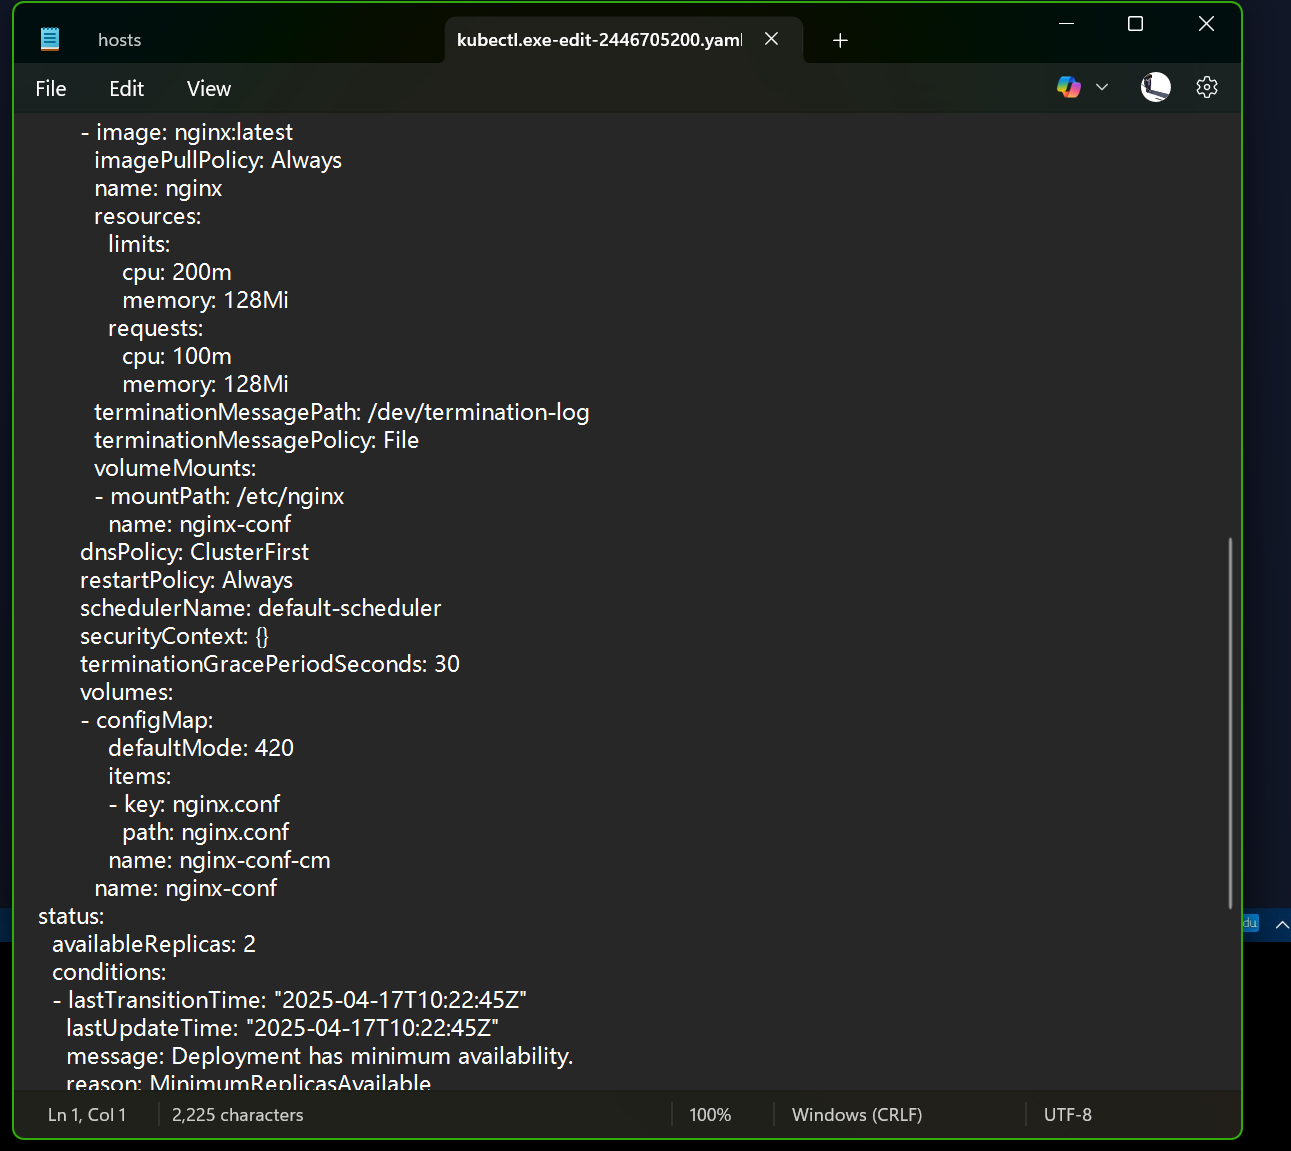 hosts
kubectl.exe-edit-2446705200.yaml
File Edit View
- image: nginx:latest
imagePullPolicy: Always
name: nginx
resources:
limits:
cpu: 200m
memory: 128Mi
requests:
cpu: 100m
memory: 128Mi
terminationMessagePath: /dev/termination-log
terminationMessagePolicy: File
volumeMounts:
- mountPath: /etc/nginx
name: nginx-conf
dnsPolicy: ClusterFirst
restartPolicy: Always
schedulerName: default-scheduler
securityContext: {}
terminationGracePeriodSeconds: 30
volumes:
- configMap:
defaultMode: 420
items:
- key: nginx.conf
path: nginx.conf
name: nginx-conf-cm
name: nginx-conf
status:
availableReplicas: 2
conditions:
- lastTransitionTime: "2025-04-17T10:22:45Z"
lastUpdateTime: "2025-04-17T10:22:45Z"
message: Deployment has minimum availability.
reason: MinimumReplicasAvailable
du
Ln 1, Col 1 2,225 characters 100% Windows (CRLF) UTF-8